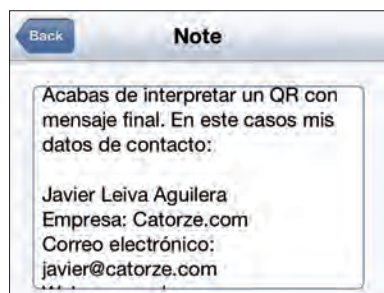 Back
Note
Acabas de interpretar un QR con
mensaje final. En este casos mis
datos de contacto:
Javier Leiva Aguilera
Empresa: Catorze.com
Correo electrónico:
javier@catorze.com